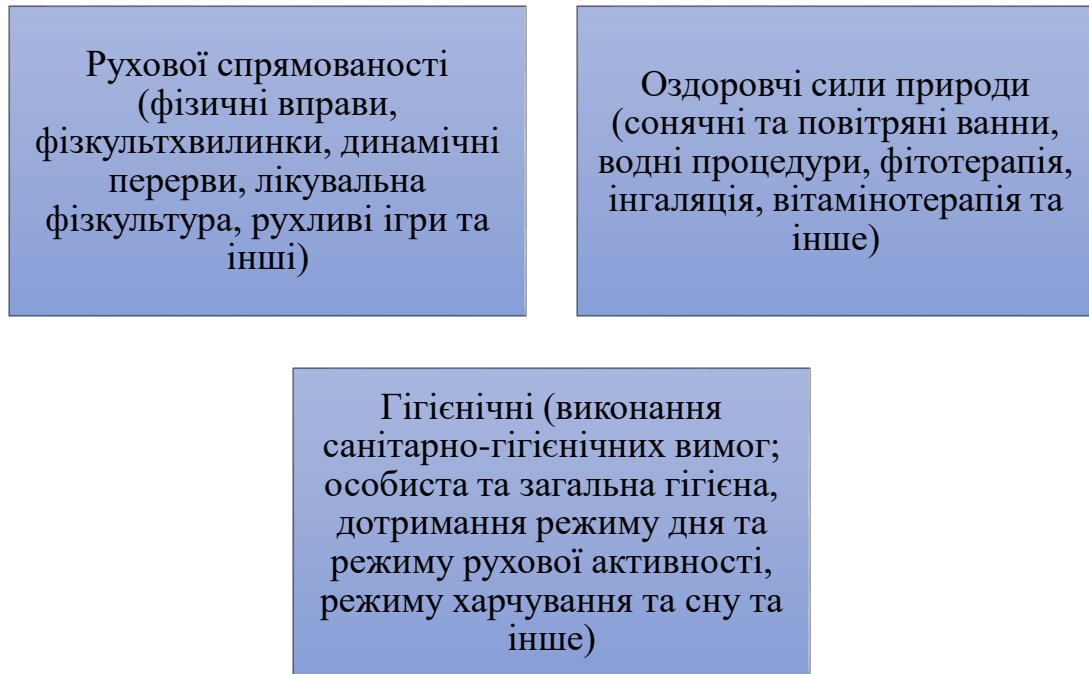 Рухової спрямованості
(фізичні вправи,
фізкультхвилинки, динамічні
перерви, лікувальна
фізкультура, рухливі ігри та
інші)
Оздоровчі сили природи
(сонячні та повітряні ванни,
водні процедури, фітотерапія,
інгаляція, вітамінотерапія та
інше)
Гігієнічні (виконання
санітарно-гігієнічних вимог;
особиста та загальна гігієна,
дотримання режиму дня та
режиму рухової активності,
режиму харчування та сну та
інше)